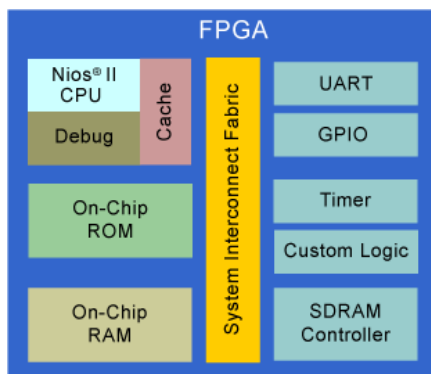 FPGA
Nios® II
CPU
Debug
Cache
On-Chip
ROM
On-Chip
RAM
System Interconnect Fabric
UART
GPIO
Timer
Custom Logic
SDRAM
Controller